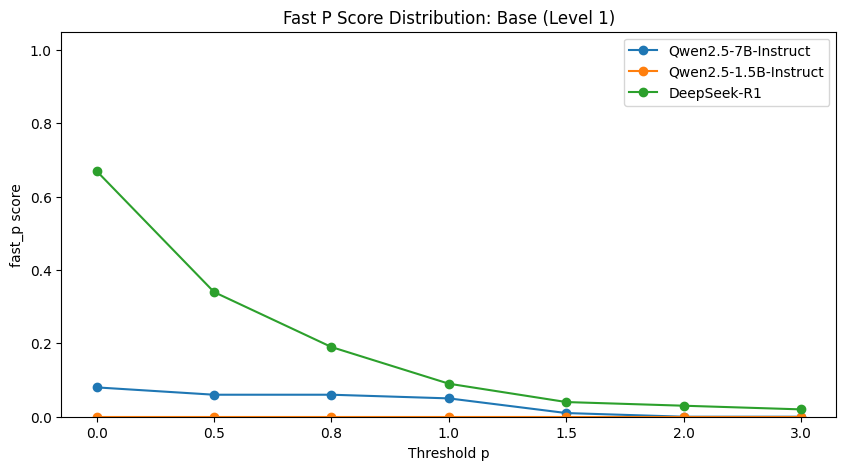 Fast P Score Distribution: Base (Level 1)
Qwen2.5-7B-Instruct
Qwen2.5-1.5B-Instruct
DeepSeek-R1
fast_p score
1.0
0.8
0.6
0.4
0.2
0.0
0.0 0.5 0.8 1.0 1.5 2.0 3.0
Threshold p